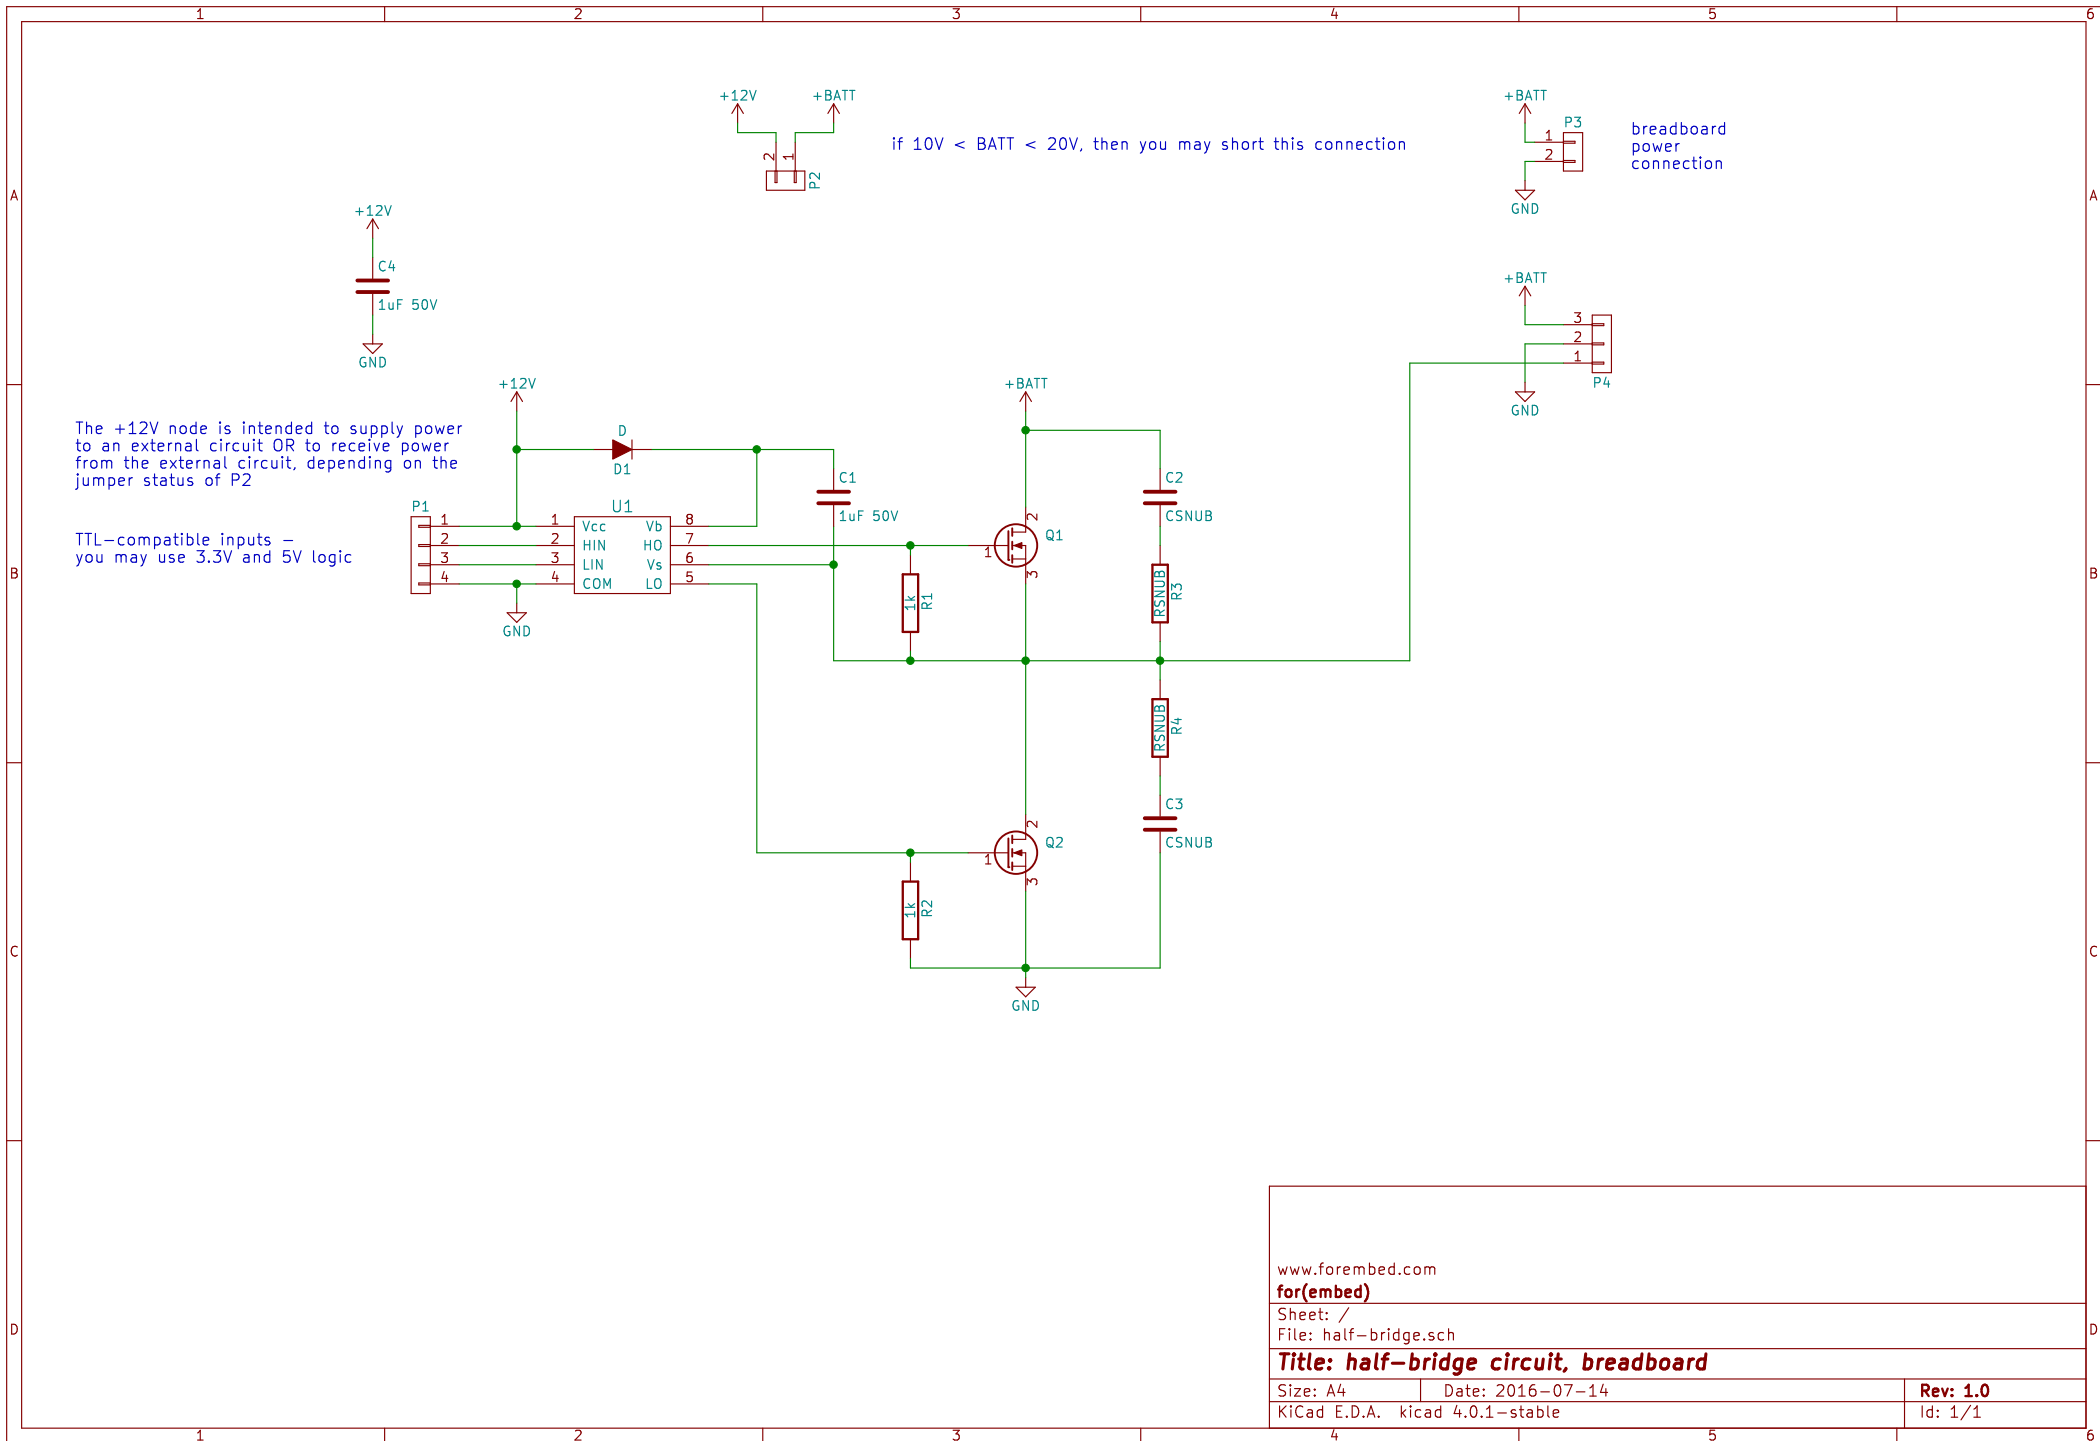 1 2 3 4 5 6
+12V +BATT
if 10V < BATT < 20V, then you may short this connection
2 1
P2
+BATT
P3
1
2
GND
breadboard
power
connection
A A
+12V
C4
1uF 50V
GND
+BATT
3
2
1
P4
GND
+12V
+BATT
The +12V node is intended to supply power
to an external circuit OR to receive power
from the external circuit, depending on the
jumper status of P2
TTL-compatible inputs -
you may use 3.3V and 5V logic
D
D1
C1
1uF 50V
C2
CSNUB
P1
U1
1 1 Vcc Vb 8
2 2 HIN HO 7
3 3 LIN Vs 6
4 4 COM LO 5
GND
2
1
3
Q1
1k
R1
RSNUB
R3
B B
RSNUB
R4
C3
CSNUB
2
1
3
Q2
1k
R2
GND
C C
www.forembed.com
for(embed)
Sheet: /
File: half-bridge.sch
Title: half-bridge circuit, breadboard
Size: A4 Date: 2016-07-14 Rev: 1.0
KiCad E.D.A. kicad 4.0.1-stable Id: 1/1
D D
1 2 3 4 5 6